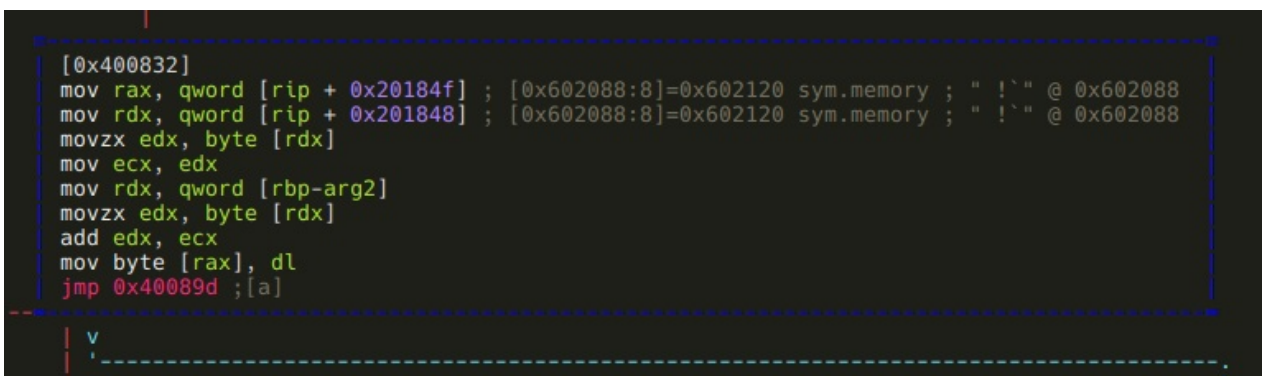 [0x400832]
mov rax, qword [rip + 0x20184f] ; [0x602088:8]=0x602120 sym.memory ; " !`" @ 0x602088
mov rdx, qword [rip + 0x201848] ; [0x602088:8]=0x602120 sym.memory ; " !`" @ 0x602088
movzx edx, byte [rdx]
mov ecx, edx
mov rdx, qword [rbp-arg2]
movzx edx, byte [rdx]
add edx, ecx
mov byte [rax], dl
jmp 0x40089d ;[a]
v